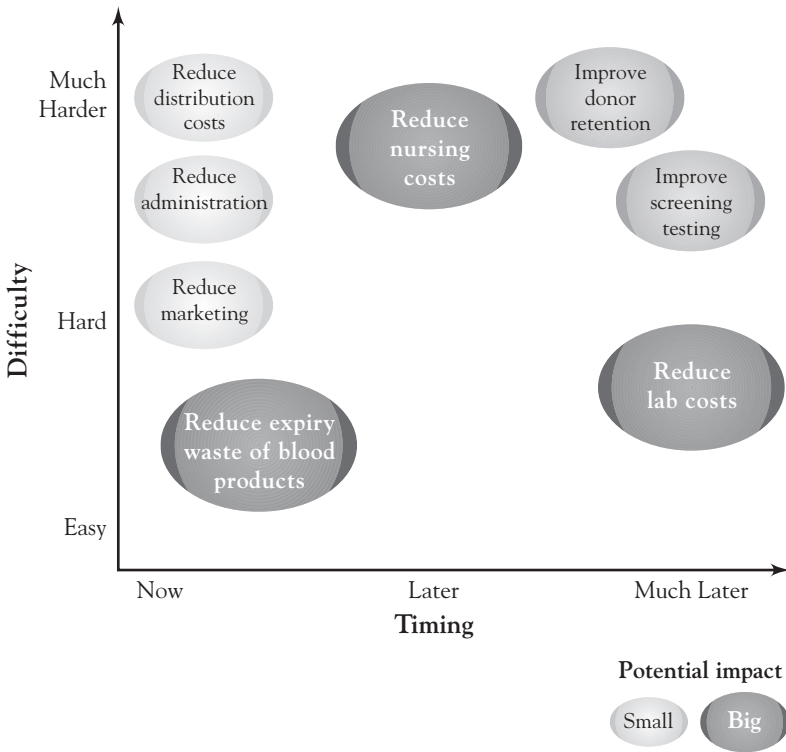 Much
Harder
Hard
Easy
Difficulty
Reduce
distribution
costs
Reduce
administration
Reduce
marketing
Reduce expiry
waste of blood
products
Reduce
nursing
costs
Improve
donor
retention
Improve
screening
testing
Reduce
lab costs
Now
Later
Much Later
Timing
Potential impact
Small
Big